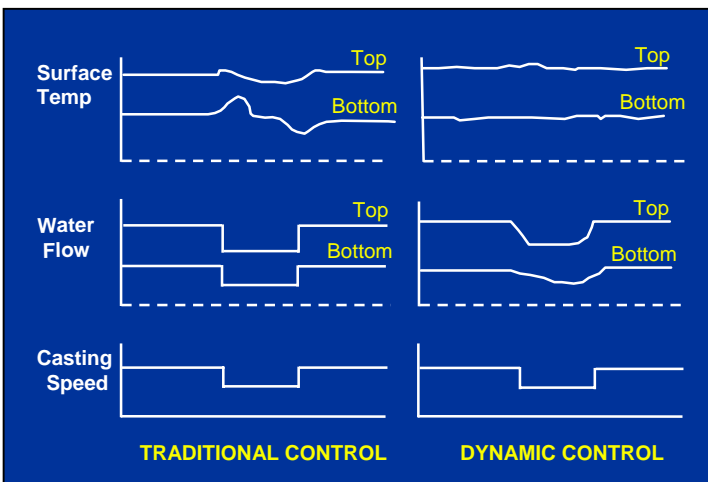 Surface
Temp
Top
Bottom
Top
Bottom
Water
Flow
Top
Bottom
Top
Bottom
Casting
Speed
TRADITIONAL CONTROL
DYNAMIC CONTROL